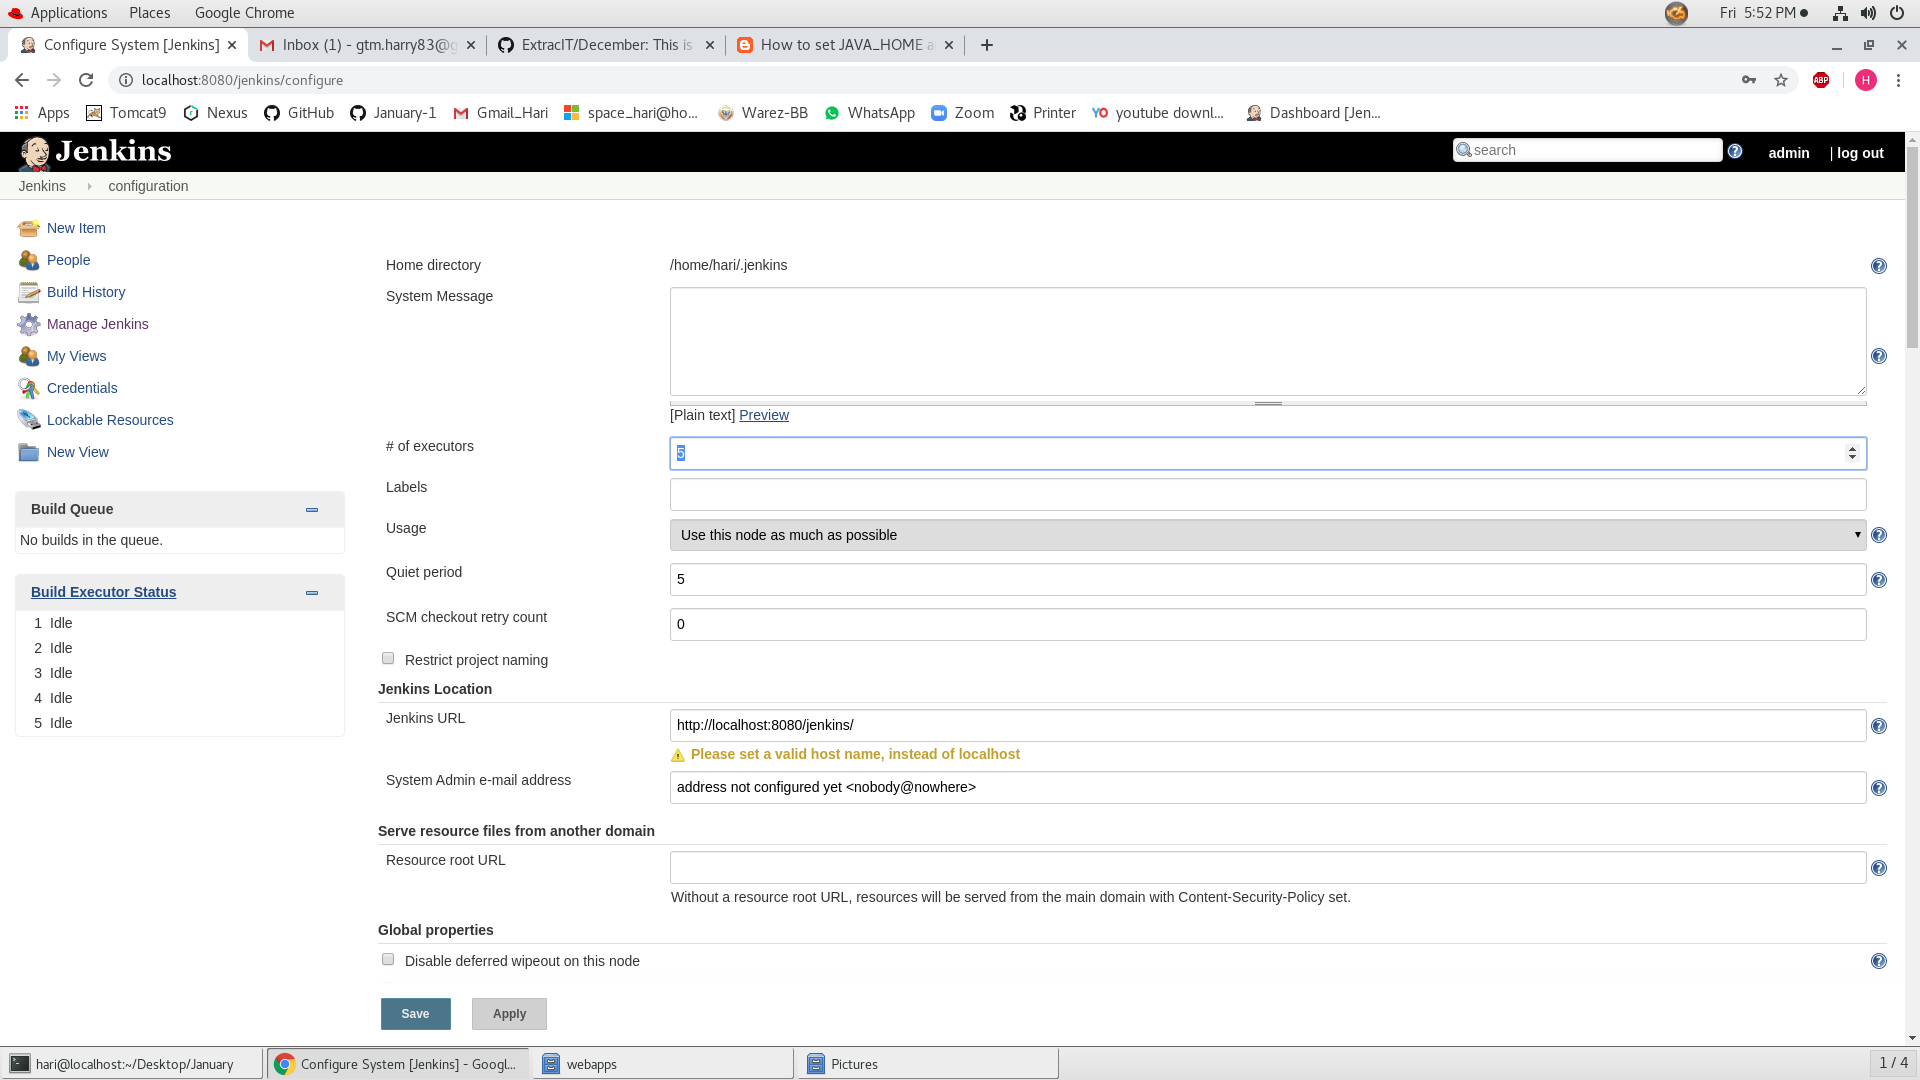 Applications Places Google Chrome Fri 5:52 PM
Configure System [Jenkins] Inbox (1) - gtm.harry83@g ExtracIT/December: This is How to set JAVA_HOME a
localhost:8080/jenkins/configure ABP H
Apps Tomcat9 Nexus GitHub January-1 Gmail_Hari space_hari@ho... Warez-BB WhatsApp Zoom Printer YO youtube downl... Dashboard [Jen...
Jenkins search admin | log out
Jenkins configuration
New Item
People
Build History
Manage Jenkins
My Views
Credentials
Lockable Resources
New View
Build Queue
No builds in the queue.
Build Executor Status
1 Idle
2 Idle
3 Idle
4 Idle
5 Idle
Home directory /home/hari/.jenkins
System Message
[Plain text] Preview
# of executors 5
Labels
Usage Use this node as much as possible
Quiet period 5
SCM checkout retry count 0
Restrict project naming
Jenkins Location
Jenkins URL http://localhost:8080/jenkins/
Please set a valid host name, instead of localhost
System Admin e-mail address address not configured yet <nobody@nowhere>
Serve resource files from another domain
Resource root URL
Without a resource root URL, resources will be served from the main domain with Content-Security-Policy set.
Global properties
Disable deferred wipeout on this node
Save Apply
hari@localhost:~/Desktop/January Configure System [Jenkins] - Googl... webapps Pictures 1 / 4